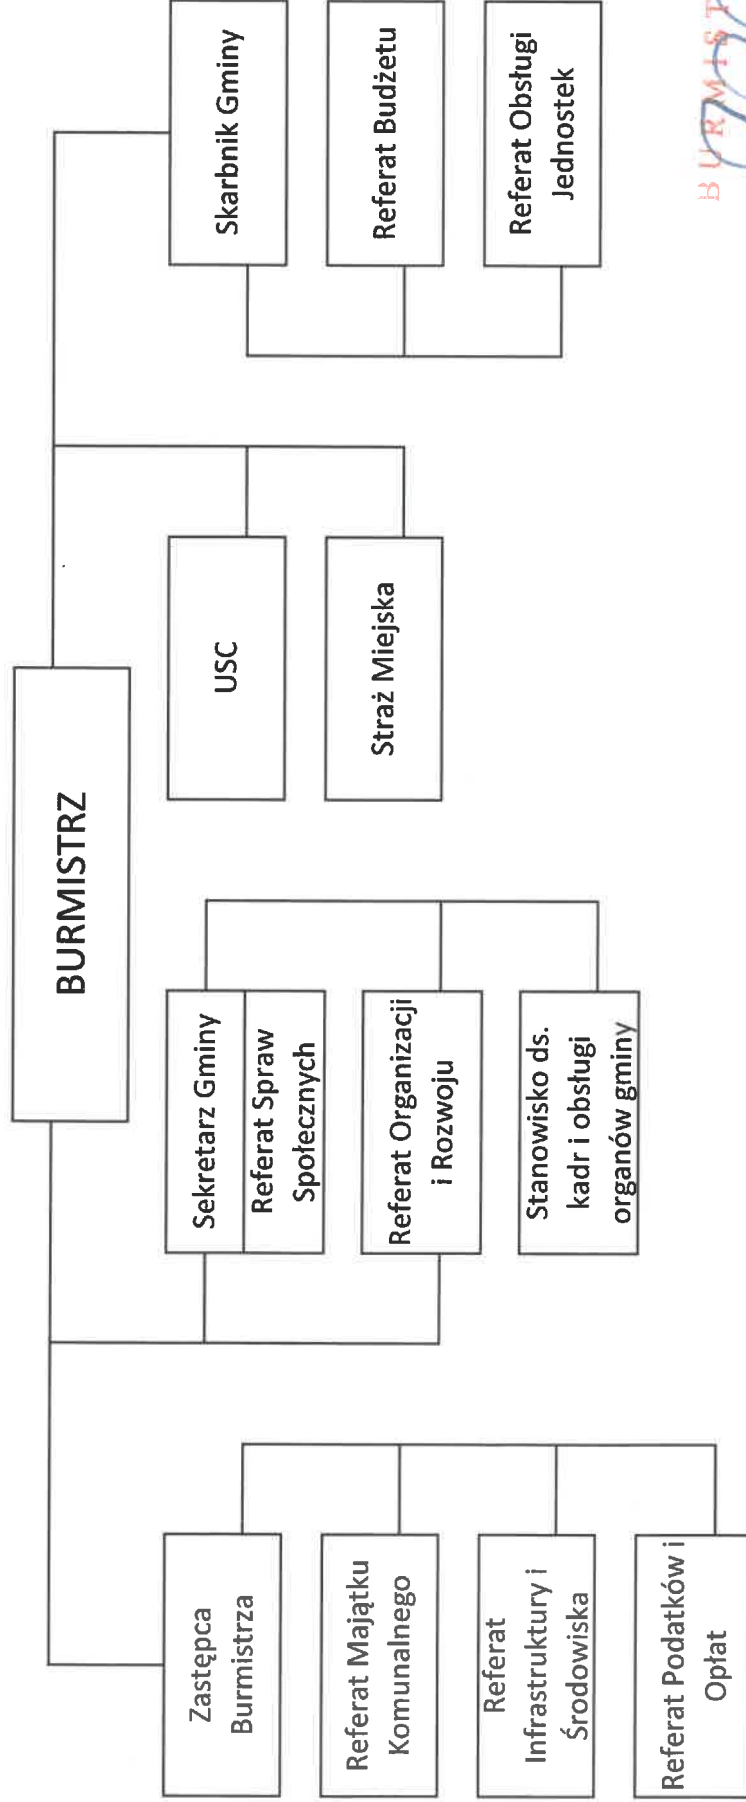 BURMISTRZ
Zastępca
Burmistrza
Referat Majątku
Komunalnego
Referat
Infrastruktury i
Środowiska
Referat Podatków i
Opłat
Sekretarz Gminy
Referat Spraw
Społecznych
Referat Organizacji
i Rozwoju
Stanowisko ds.
kadr i obsługi
organów gminy
USC
Straż Miejska
Skarbnik Gminy
Referat Budżetu
Referat Obsługi
Jednostek
BURMIST